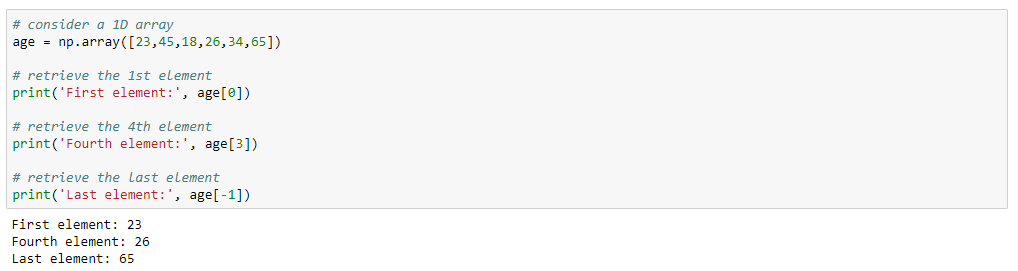 # consider a 1D array
age = np.array([23,45,18,26,34,65])
# retrieve the 1st element
print('First element:', age[0])
# retrieve the 4th element
print('Fourth element:', age[3])
# retrieve the last element
print('Last element:', age[-1])
First element: 23
Fourth element: 26
Last element: 65